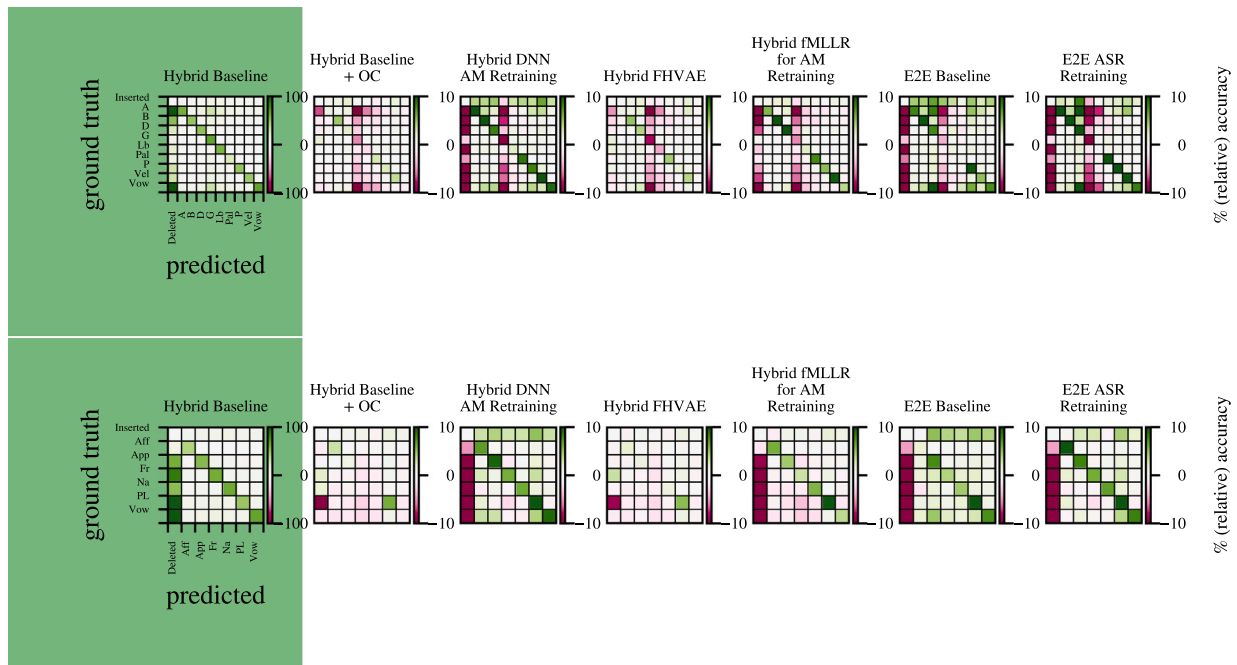 Hybrid Baseline
Hybrid Baseline
+ OC
Hybrid DNN
AM Retraining
Hybrid FHVAE
Hybrid fMLLR
for AM
Retraining
E2E Baseline
E2E ASR
Retraining
ground truth
Inserted
A
B
D
G
Lb
Pal
P
Vel
Vow
100
0
−100
10
0
−10
10
0
−10
10
0
−10
10
0
−10
10
0
−10
10
0
−10
% (relative) accuracy
Deleted
A
B
D
G
Lb
Pal
P
Vel
Vow
predicted
Hybrid Baseline
Hybrid Baseline
+ OC
Hybrid DNN
AM Retraining
Hybrid FHVAE
Hybrid fMLLR
for AM
Retraining
E2E Baseline
E2E ASR
Retraining
ground truth
Inserted
Aff
App
Fr
Na
PL
Vow
100
0
−100
10
0
−10
10
0
−10
10
0
−10
10
0
−10
10
0
−10
10
0
−10
% (relative) accuracy
Deleted
Aff
App
Fr
Na
PL
Vow
predicted